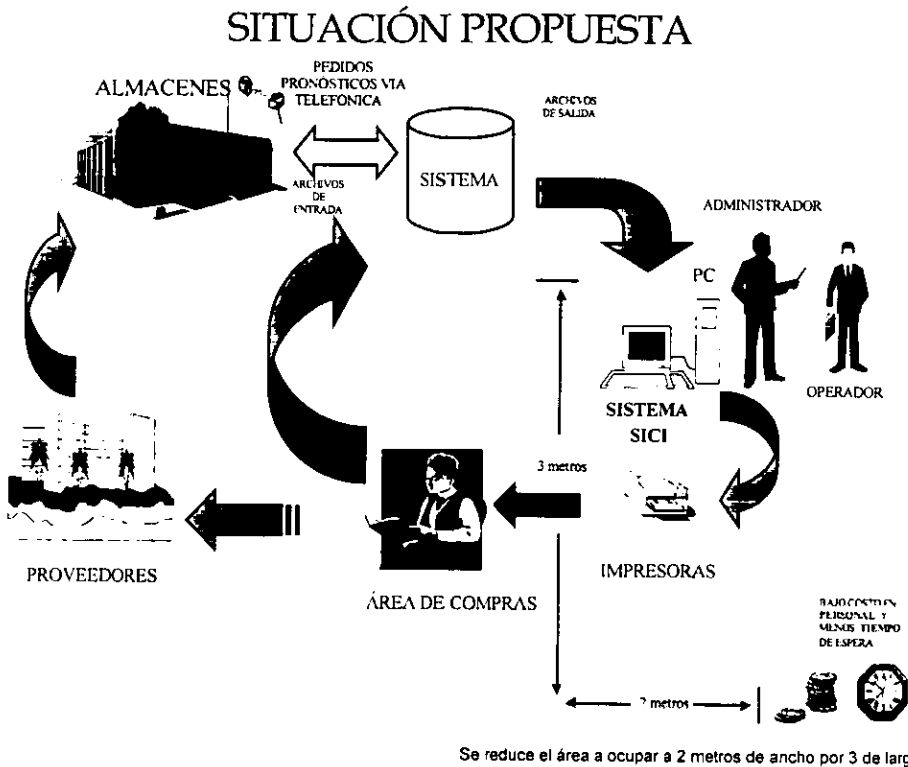 SITUACIÓN PROPUESTA
ALMACENES
PEDIDOS
PRONÓSTICOS VIA
TELEFONICA
ARCHIVOS
DE SALIDA
SISTEMA
ARCHIVOS
DE
ENTRADA
ADMINISTRADOR
PC
OPERADOR
SISTEMA
SICI
3 metros
PROVEEDORES
ÁREA DE COMPRAS
IMPRESORAS
BAJO COSTO EN
PERSONAL Y
MENOS TIEMPO
DE ESPERA
2 metros
Se reduce el área a ocupar a 2 metros de ancho por 3 de larg